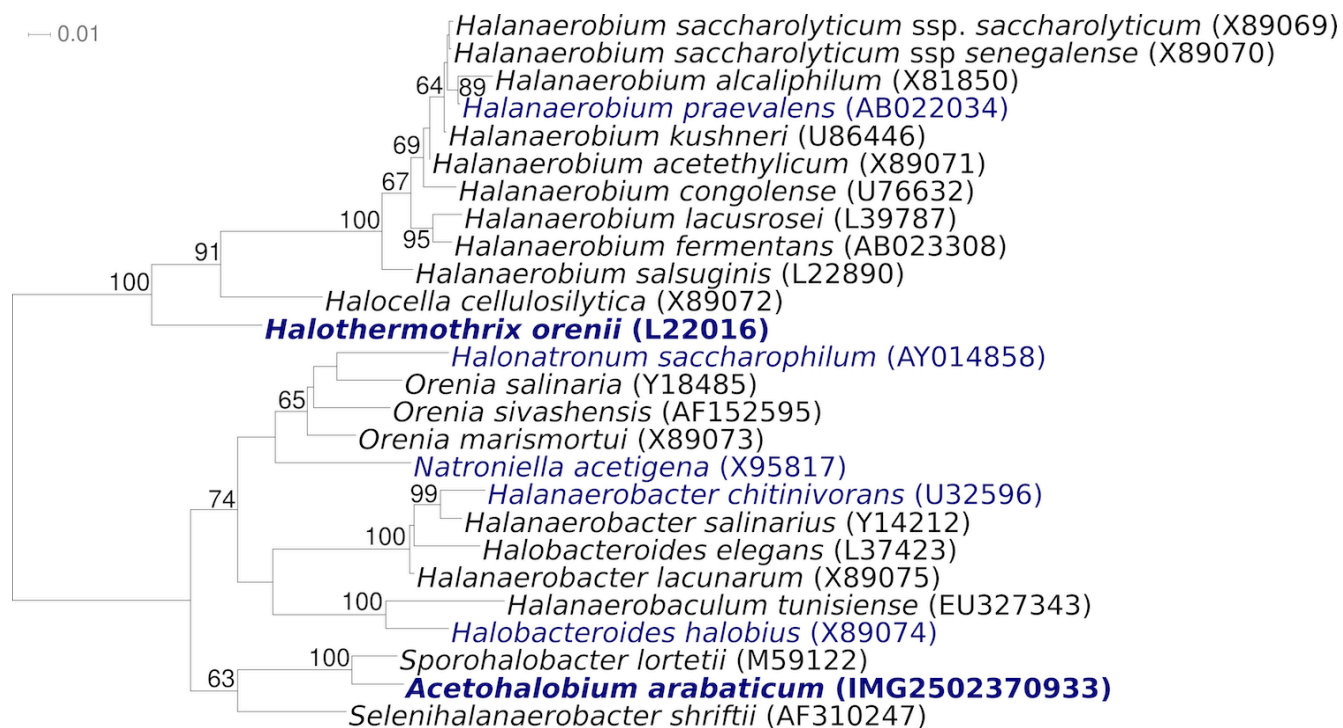 0.01
Halanaerobium saccharolyticum ssp. saccharolyticum (X89069)
Halanaerobium saccharolyticum ssp senegalense (X89070)
64
89
Halanaerobium alcaliphilum (X81850)
Halanaerobium praevalens (AB022034)
Halanaerobium kushneri (U86446)
69
Halanaerobium acetethylicum (X89071)
67
Halanaerobium congolense (U76632)
100
Halanaerobium lacusrosei (L39787)
95
Halanaerobium fermentans (AB023308)
91
Halanaerobium salsuginis (L22890)
100
Halocella cellulosilytica (X89072)
Halothermothrix orenii (L22016)
Halonatronum saccharophilum (AY014858)
Orenia salinaria (Y18485)
65
Orenia sivashensis (AF152595)
Orenia marismortui (X89073)
Natroniella acetigena (X95817)
74
99
Halanaerobacter chitinivorans (U32596)
Halanaerobacter salinarius (Y14212)
100
Halobacteroides elegans (L37423)
Halanaerobacter lacunarum (X89075)
100
Halanaerobaculum tunisiense (EU327343)
Halobacteroides halobius (X89074)
100
Sporohalobacter lortetii (M59122)
63
Acetohalobium arabaticum (IMG2502370933)
Selenihalanaerobacter shriftii (AF310247)